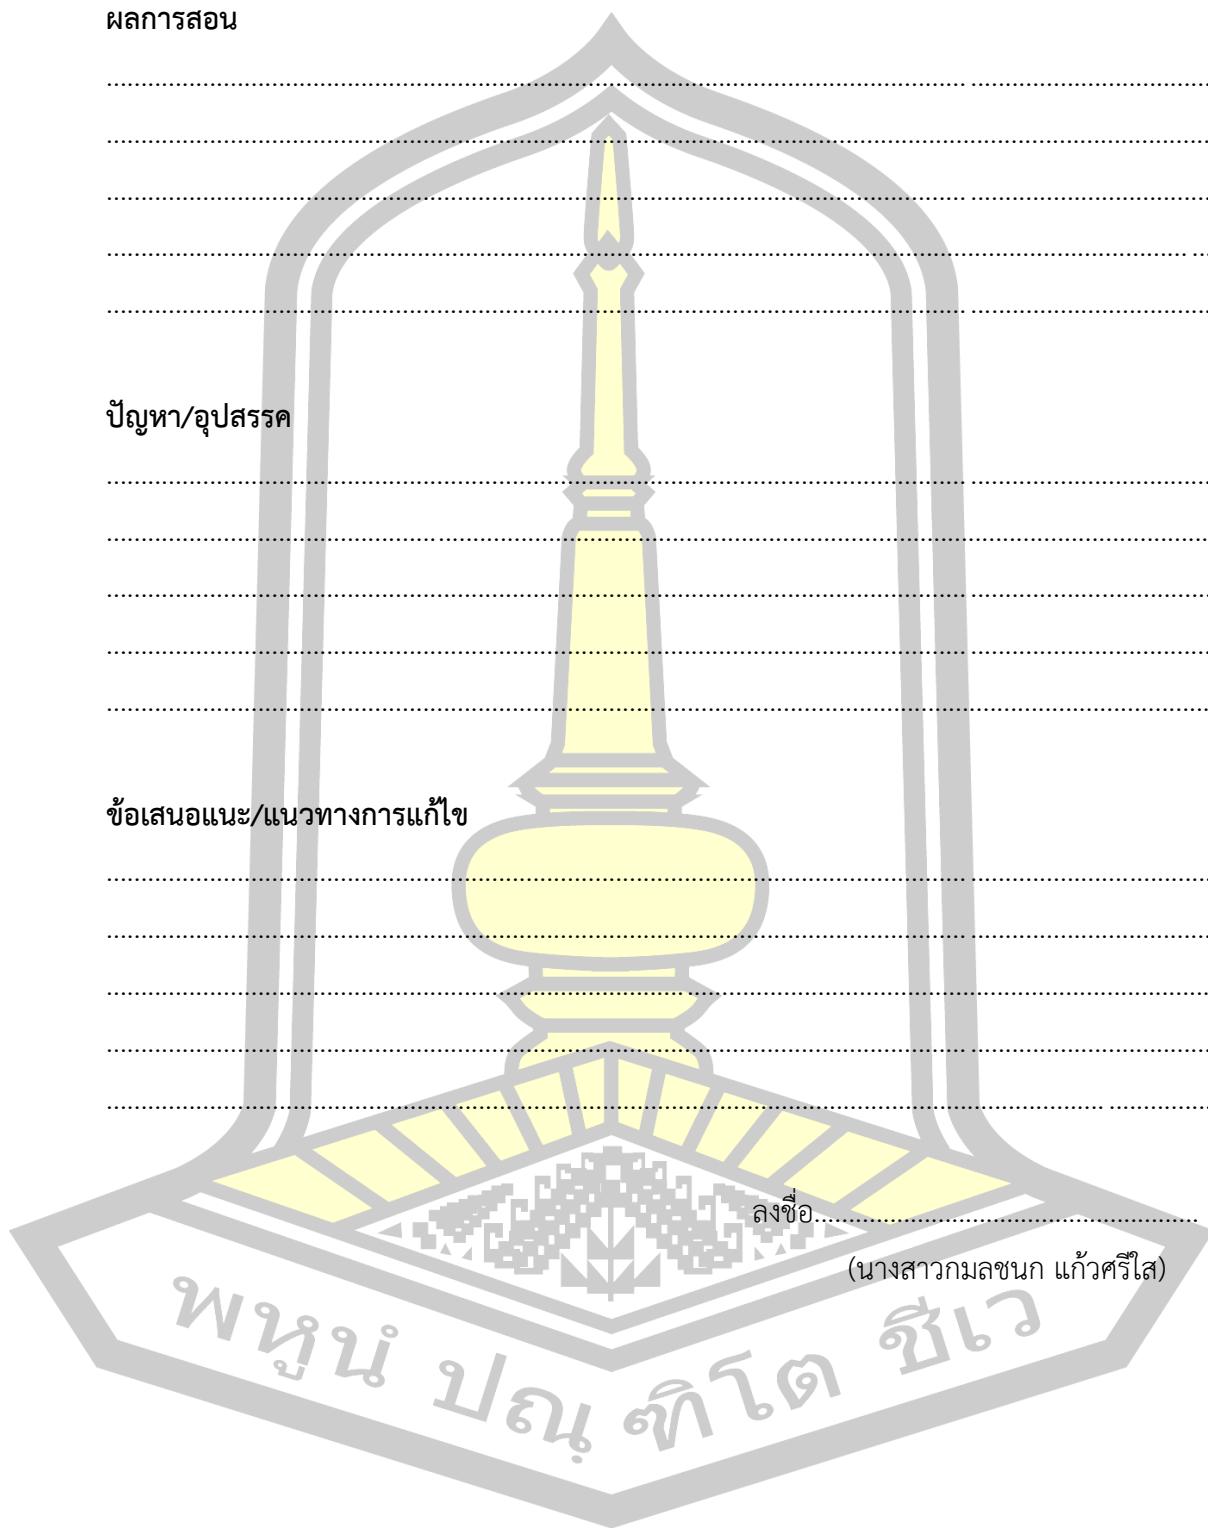 ผลการสอน
........................................................................................................................... ..................................
..............................................................................................................................................................
........................................................................................................................... ..................................
........................................................................................................................................................... ...
........................................................................................................................... ..................................
ปัญหา/อุปสรรค
........................................................................................................................... ..................................
............................................... ...............................................................................................................
........................................................................................................................... ..................................
........................................................................................................................... ..................................
..............................................................................................................................................................
ข้อเสนอแนะ/แนวทางการแก้ไข
........................................................................................................................... ..................................
..............................................................................................................................................................
..............................................................................................................................................................
........................................................................................................................... ..................................
............................................................................................................................................... ...............
ลงชื่อ.......................................................
(นางสาวกมลชนก แก้วศรีใส)
พหูนํ ปณฺฑิโต ชีเว